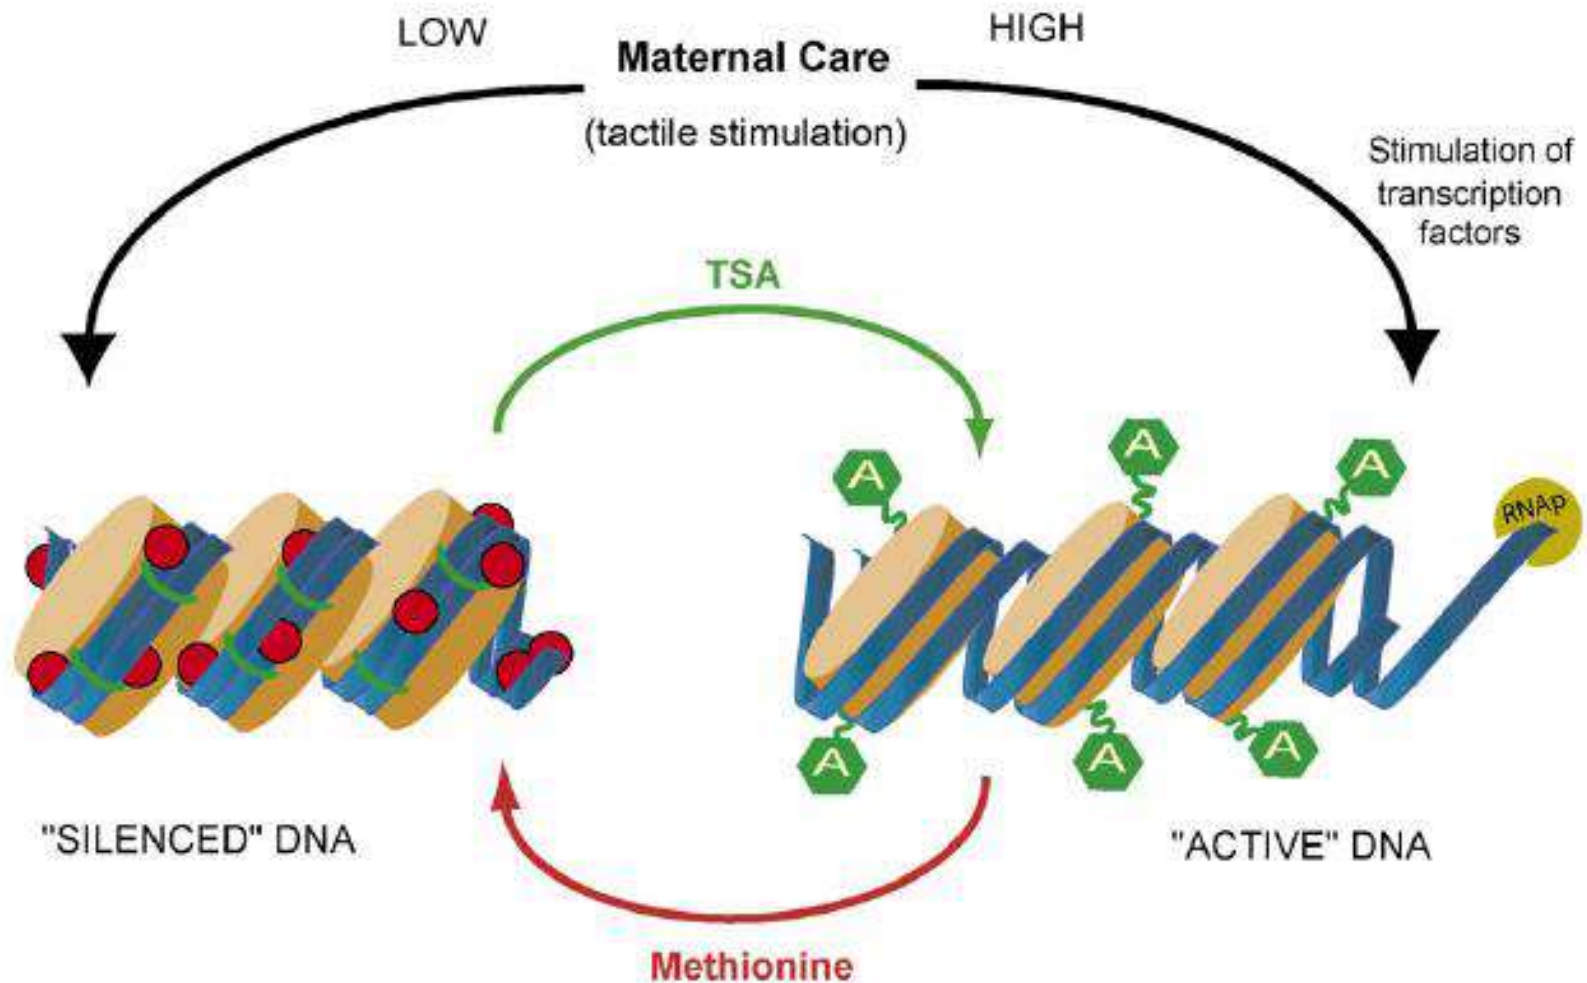 LOW
HIGH
Maternal Care
(tactile stimulation)
Stimulation of
transcription
factors
TSA
A
A
A
RNAp
A
A
A
"SILENCED" DNA
"ACTIVE" DNA
Methionine